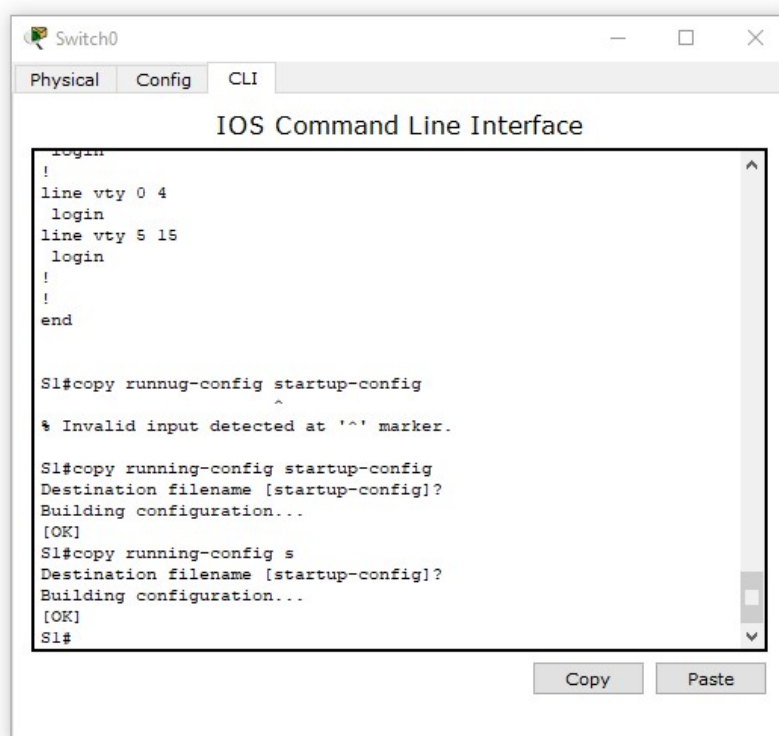 Switch0
Physical Config CLI
IOS Command Line Interface
login
!
line vty 0 4
 login
line vty 5 15
 login
!
!
end
S1#copy runnug-config startup-config
^
% Invalid input detected at '^' marker.
S1#copy running-config startup-config
Destination filename [startup-config]?
Building configuration...
[OK]
S1#copy running-config s
Destination filename [startup-config]?
Building configuration...
[OK]
S1#
Copy Paste